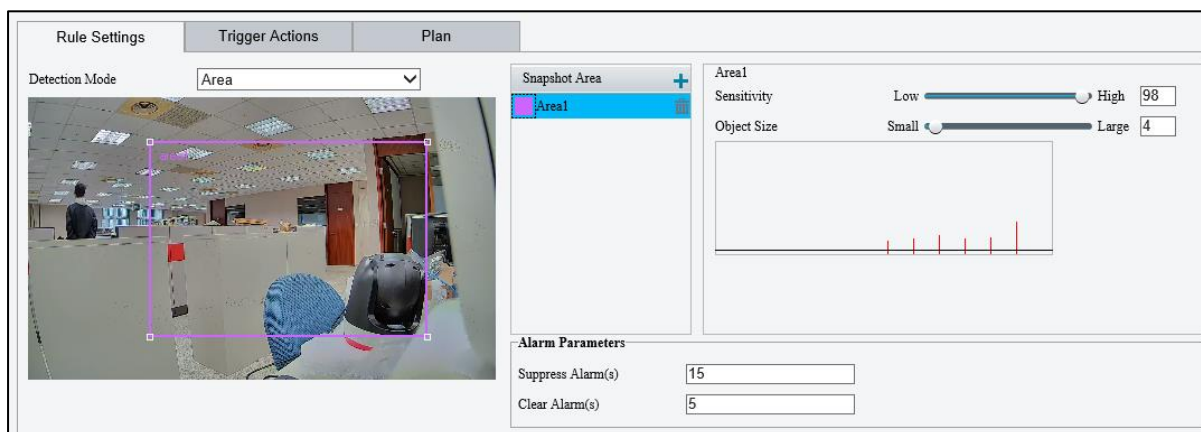 Rule Settings
Trigger Actions
Plan
Detection Mode
Area
Snapshot Area
Area1
Area1
Sensitivity Low High 98
Object Size Small Large 4
Alarm Parameters
Suppress Alarm(s) 15
Clear Alarm(s) 5